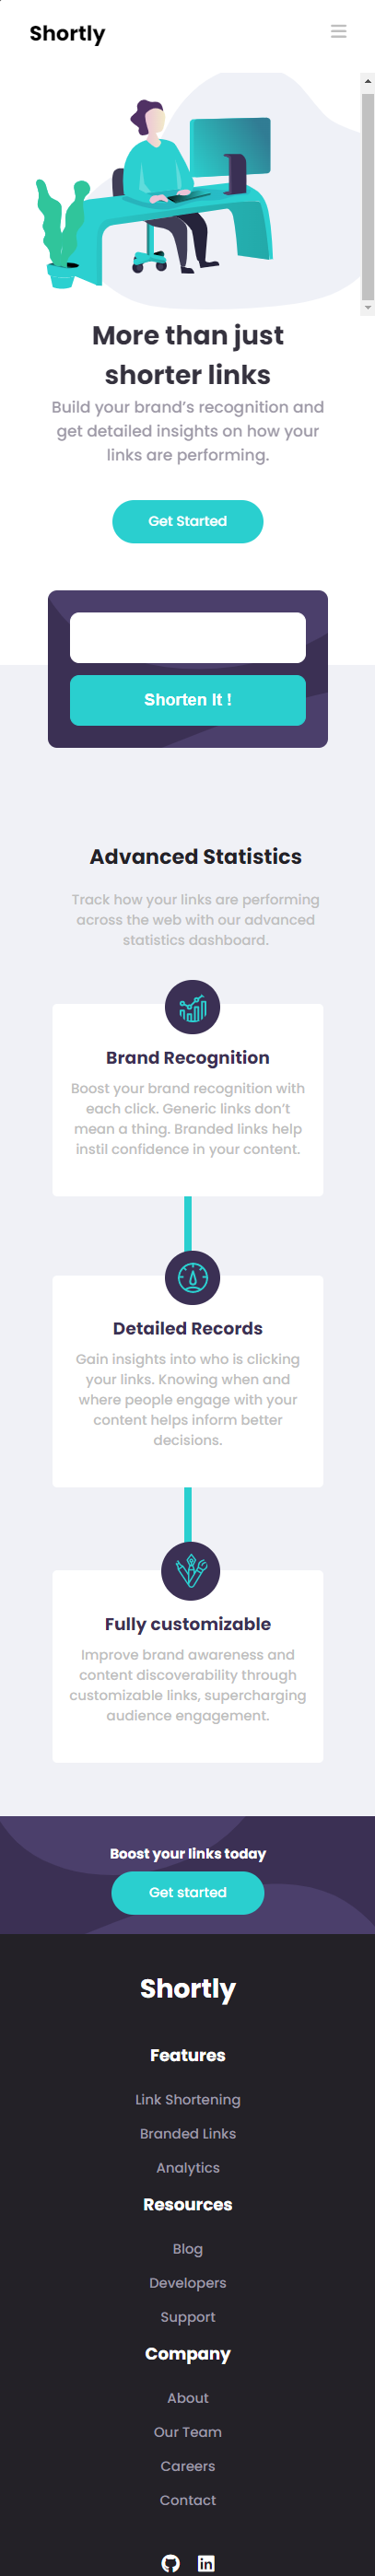 Shortly
More than just
shorter links
Build your brand’s recognition and
get detailed insights on how your
links are performing.
Get Started
Shorten It !
Advanced Statistics
Track how your links are performing
across the web with our advanced
statistics dashboard.
Brand Recognition
Boost your brand recognition with
each click. Generic links don’t
mean a thing. Branded links help
instil confidence in your content.
Detailed Records
Gain insights into who is clicking
your links. Knowing when and
where people engage with your
content helps inform better
decisions.
Fully customizable
Improve brand awareness and
content discoverability through
customizable links, supercharging
audience engagement.
Boost your links today
Get started
Shortly
Features
Link Shortening
Branded Links
Analytics
Resources
Blog
Developers
Support
Company
About
Our Team
Careers
Contact